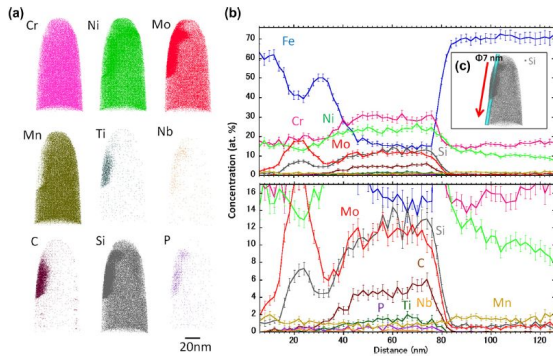 (a)
Cr
Ni
Mo
Mn
Ti
Nb
C
Si
P
20nm
(b)
Concentration (at. %)
70
60
50
40
30
20
10
0
Fe
Cr
Ni
Mo
Si
(c)
Φ7 nm
Si
16
14
12
10
8
6
4
2
0
Mo
Si
C
P
Ti
Nb
Mn
0
20
40
60
80
100
120
Distance (nm)